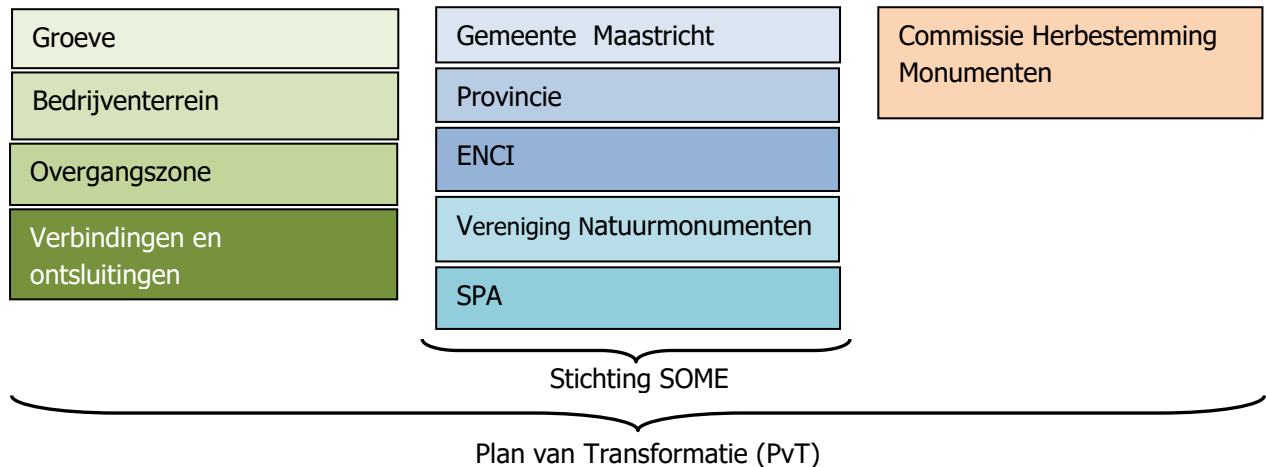 Groeve
Bedrijventerrein
Overgangszone
Verbindingen en
ontsluitingen
Gemeente Maastricht
Provincie
ENCI
Vereniging Natuurmonumenten
SPA
Commissie Herbestemming
Monumenten
Stichting SOME
Plan van Transformatie (PvT)